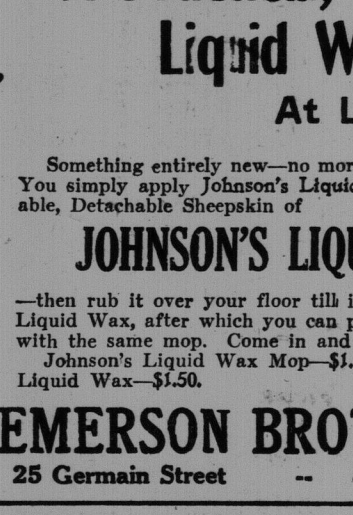 Liquid W
At L
Something entirely new—no mor
You simply apply Johnson's Liquid
able, Detachable Sheepskin of
JOHNSON'S LIQU
—then rub it over your floor till i
Liquid Wax, after which you can p
with the same mop. Come in and
Johnson's Liquid Wax Mop—$1.
Liquid Wax—$1.50.
EMERSON BRO
25 Germain Street --